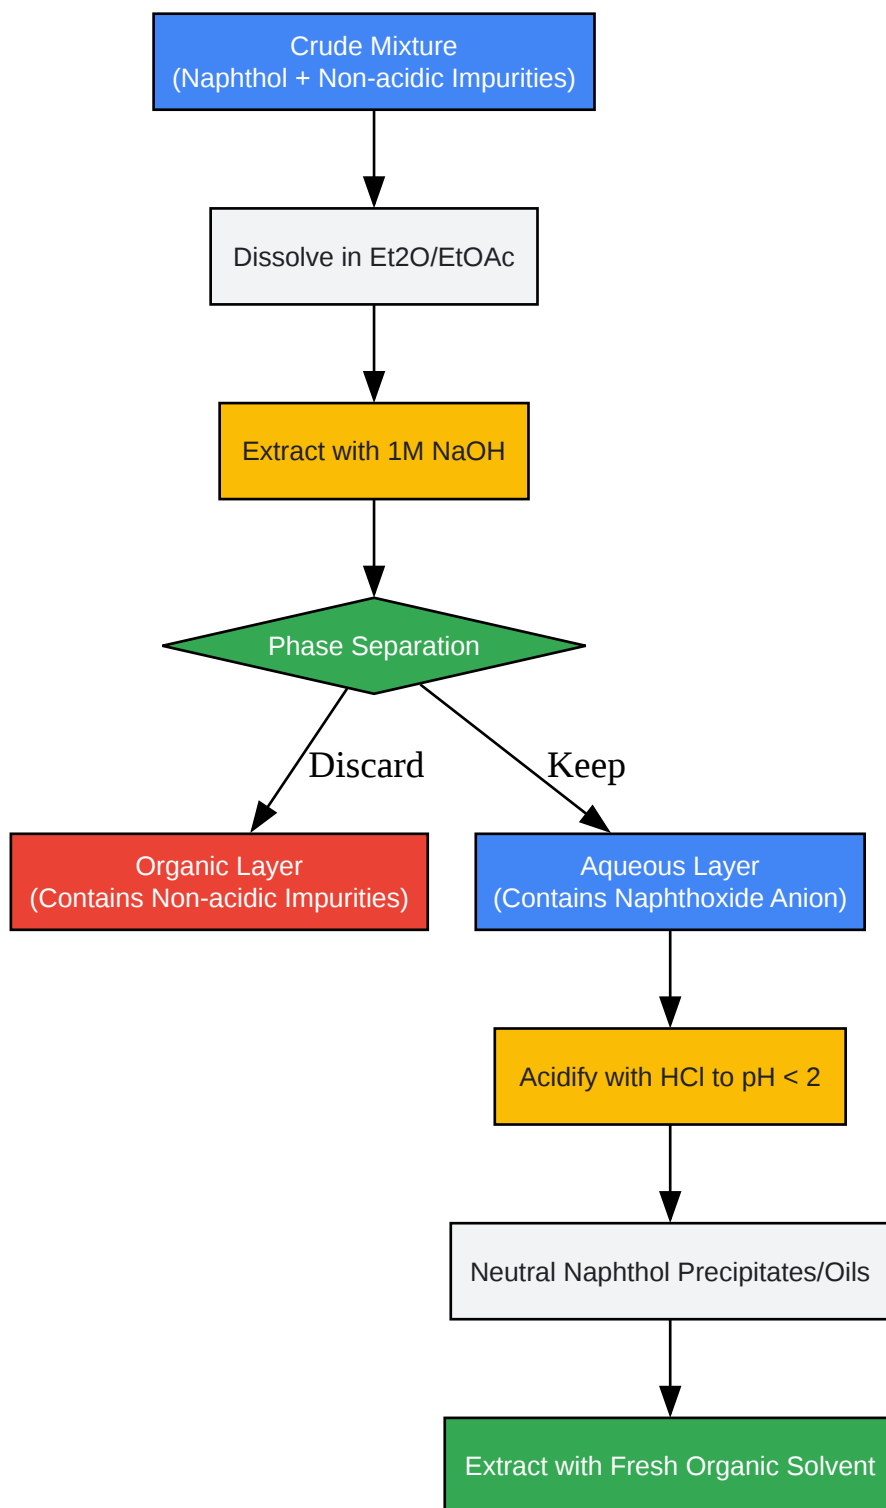 Crude Mixture
(Naphthol + Non-acidic Impurities)
Dissolve in Et2O/EtOAc
Extract with 1M NaOH
Phase Separation
Discard
Keep
Organic Layer
(Contains Non-acidic Impurities)
Aqueous Layer
(Contains Naphthoxide Anion)
Acidify with HCl to pH < 2
Neutral Naphthol Precipitates/Oils
Extract with Fresh Organic Solvent